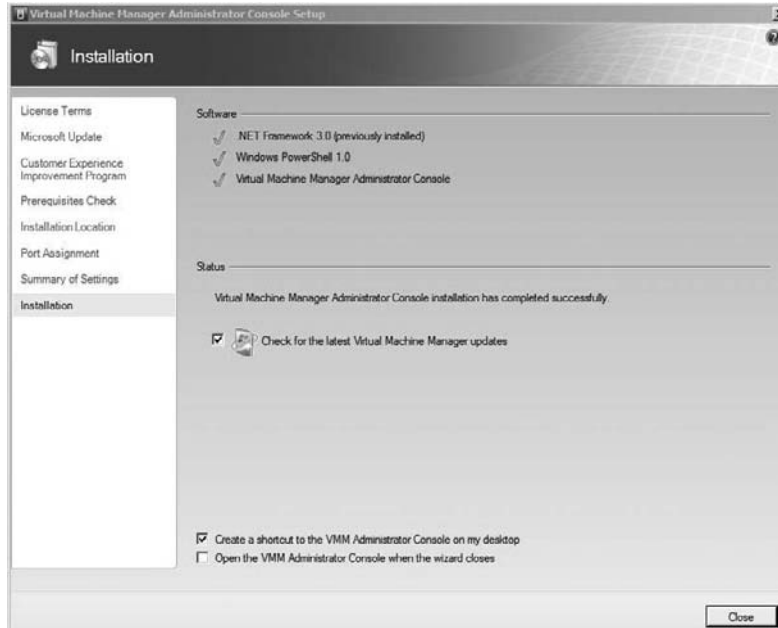 Virtual Machine Manager Administrator Console Setup
Installation
License Terms
Microsoft Update
Customer Experience
Improvement Program
Prerequisites Check
Installation Location
Port Assignment
Summary of Settings
Installation
Software
.NET Framework 3.0 (previously installed)
Windows PowerShell 1.0
Virtual Machine Manager Administrator Console
Status
Virtual Machine Manager Administrator Console installation has completed successfully.
Check for the latest Virtual Machine Manager updates
Create a shortcut to the VMM Administrator Console on my desktop
Open the VMM Administrator Console when the wizard closes
Close